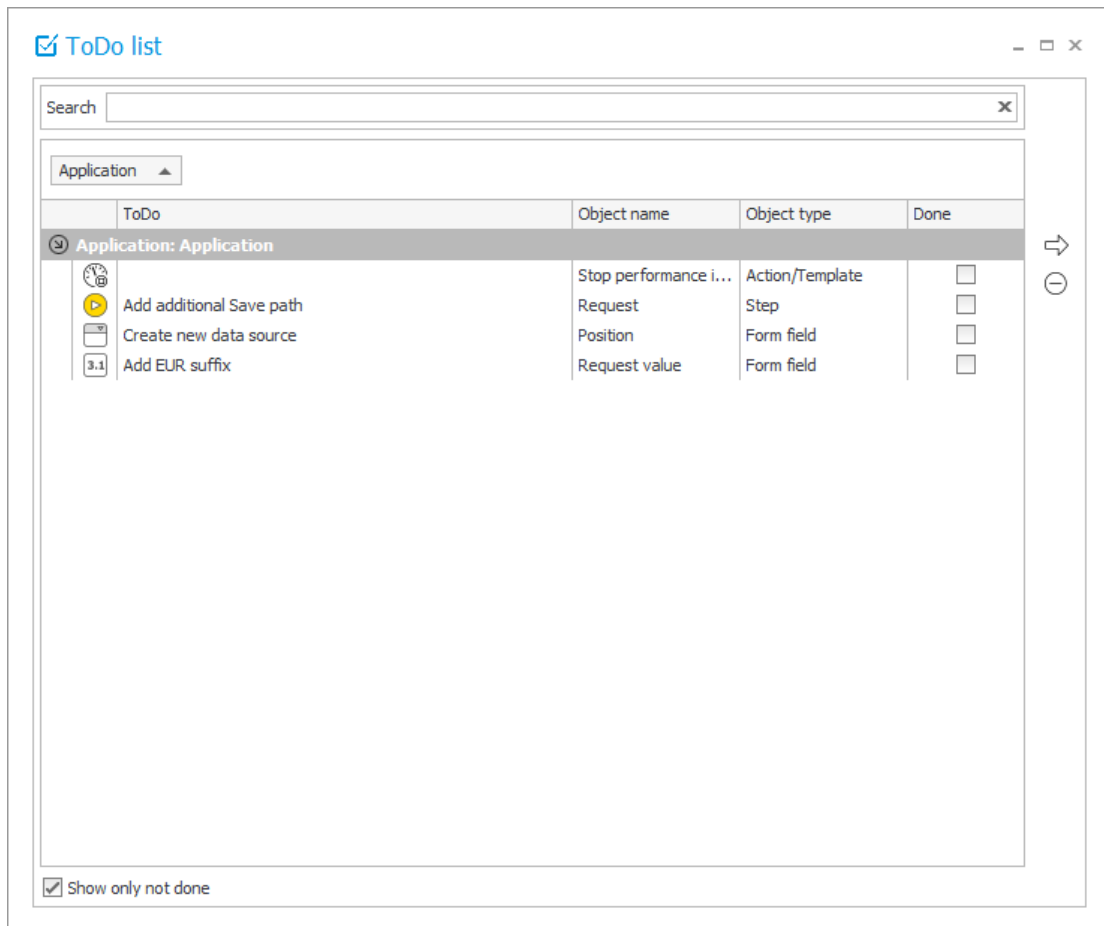 ToDo list
Search
Application
ToDo Object name Object type Done
Application: Application
Stop performance i... Action/Template
Add additional Save path Request Step
Create new data source Position Form field
3.1 Add EUR suffix Request value Form field
Show only not done